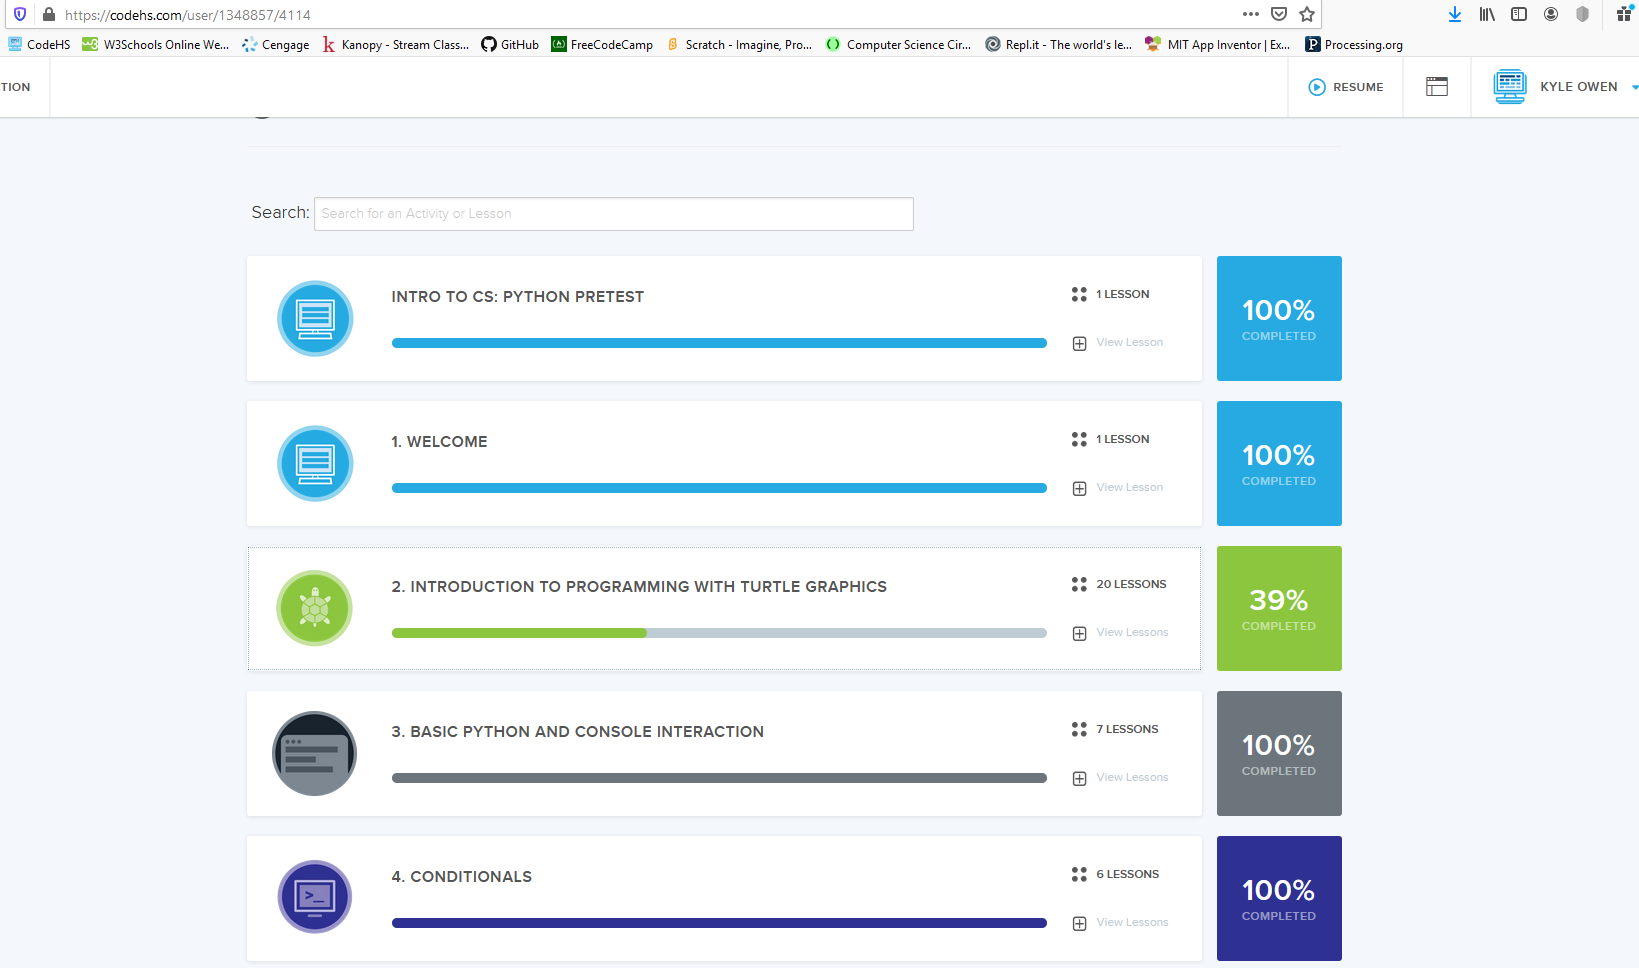 https://codehs.com/user/1348857/4114
CodeHS W3Schools Online We... Cengage Kanopy - Stream Class... GitHub FreeCodeCamp Scratch - Imagine, Pro... Computer Science Cir... Repl.it - The world's le... MIT App Inventor | Ex... Processing.org
TION RESUME KYLE OWEN
Search: Search for an Activity or Lesson
INTRO TO CS: PYTHON PRETEST
1 LESSON
View Lesson
100%
COMPLETED
1. WELCOME
1 LESSON
View Lesson
100%
COMPLETED
2. INTRODUCTION TO PROGRAMMING WITH TURTLE GRAPHICS
20 LESSONS
View Lessons
39%
COMPLETED
3. BASIC PYTHON AND CONSOLE INTERACTION
7 LESSONS
View Lessons
100%
COMPLETED
4. CONDITIONALS
6 LESSONS
View Lessons
100%
COMPLETED